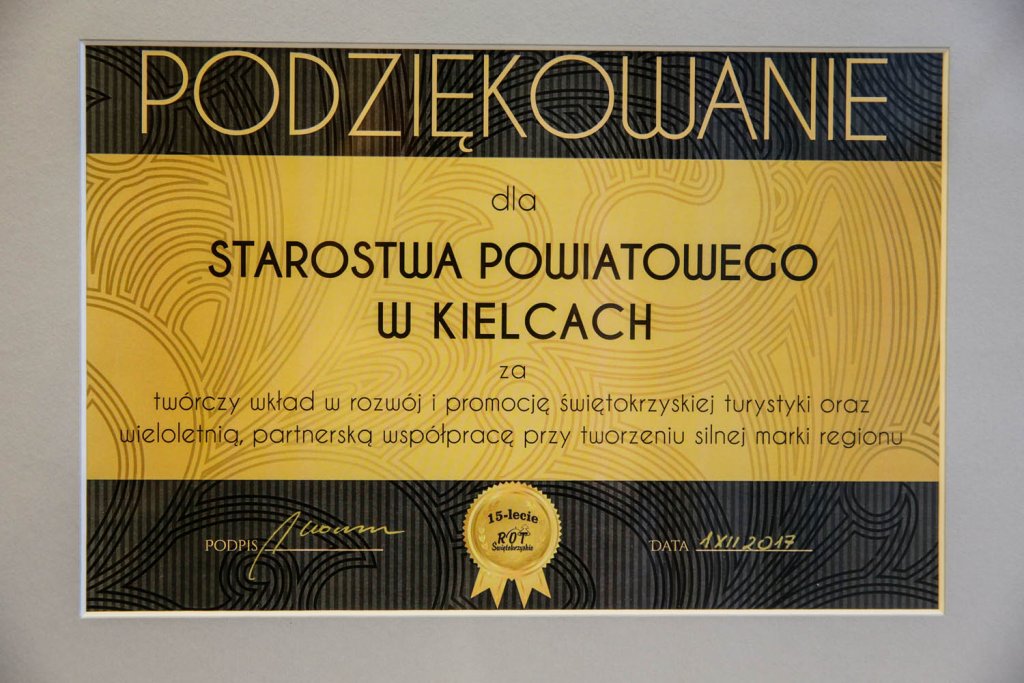 PODZIĘKOWANIE
dla
STAROSTWA POWIATOWEGO
W KIELCACH
za
twórczy wkład w rozwój i promocję świętokrzyskiej turystyki oraz
wieloletnią, partnerską współpracę przy tworzeniu silnej marki regionu
15-lecie
ROT
Świętokrzyskie
PODPIS
DATA 1 XII 2017